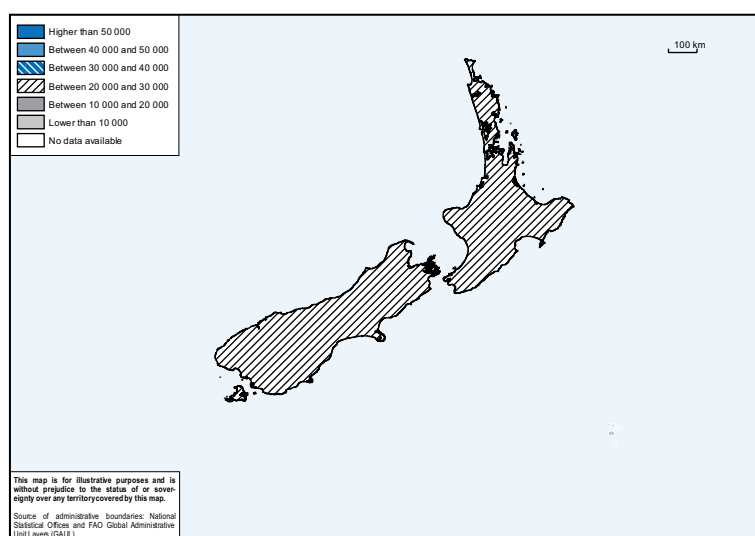 Higher than 50 000
Between 40 000 and 50 000
Between 30 000 and 40 000
Between 20 000 and 30 000
Between 10 000 and 20 000
Lower than 10 000
No data available
100 km
This map is for illustrative purposes and is
without prejudice to the status of or sover-
eignty over any territorycovered by this map.
Source of administrative boundaries: National
Statistical Offices and FAO Global Administrative
Unit Layers (GAUL)